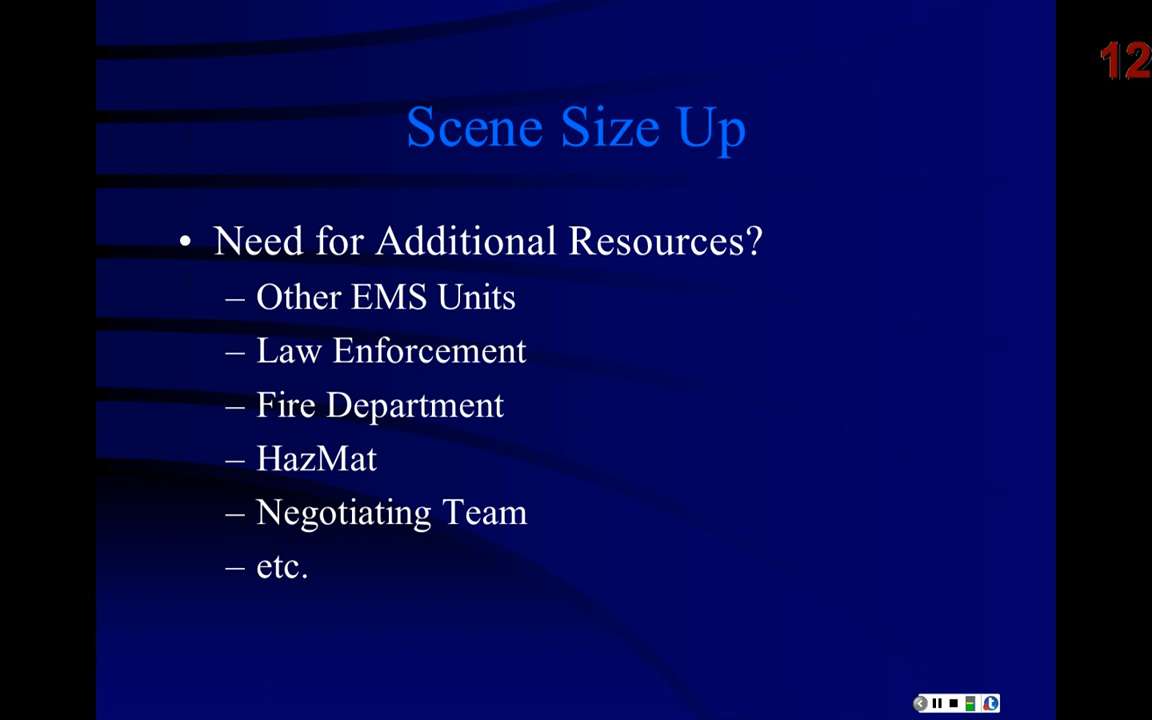 12
Scene Size Up
• Need for Additional Resources?
– Other EMS Units
– Law Enforcement
– Fire Department
– HazMat
– Negotiating Team
– etc.